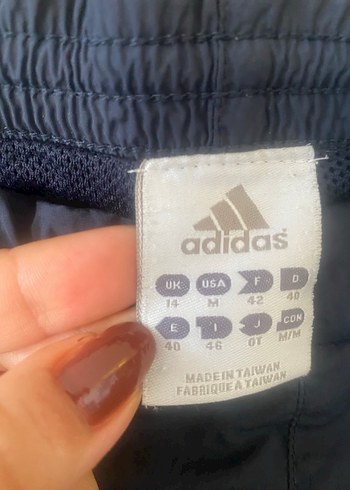 adidas
UK USA F D
14 M 42 40
E I J CDN
40 46 OT M/M
MADE IN TAIWAN
FABRIQUE A TAIWAN